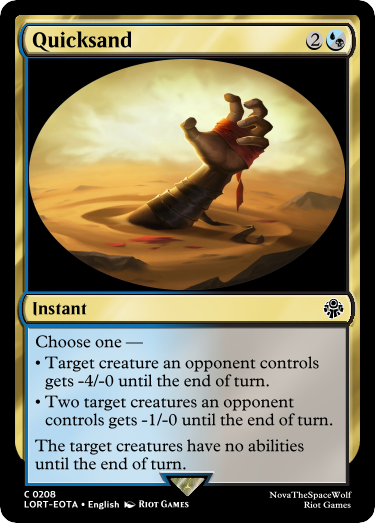 Quicksand 2
Instant
Choose one —
• Target creature an opponent controls
gets -4/-0 until the end of turn.
• Two target creatures an opponent
controls gets -1/-0 until the end of turn.
The target creatures have no abilities
until the end of turn.
C 0208
LORT-EOTA • English RIOT GAMES
NovaTheSpaceWolf
Riot Games